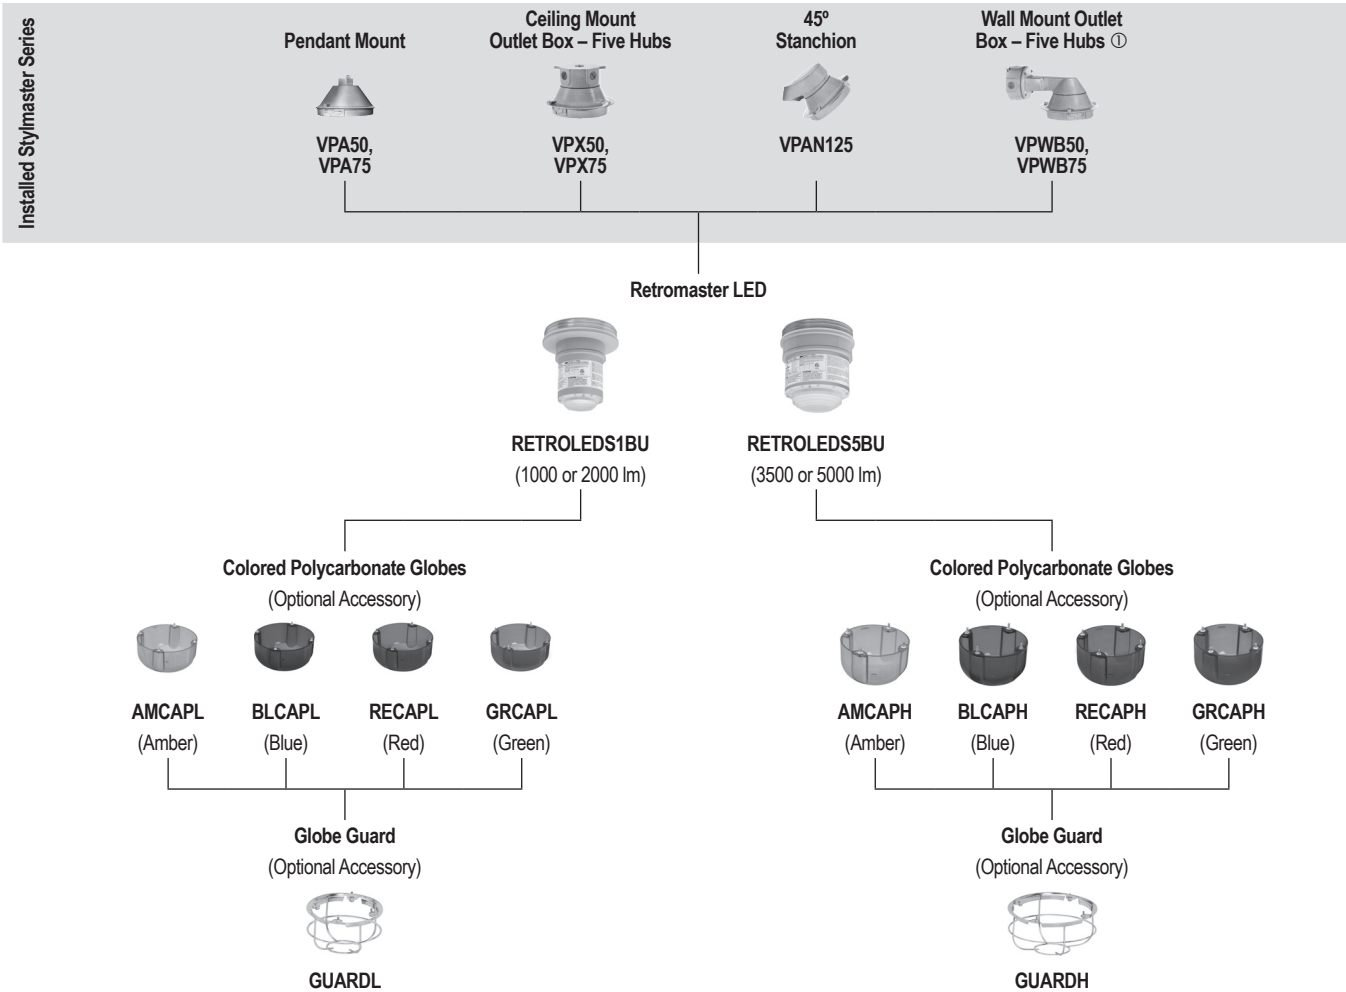 Installed Stylmaster Series
Pendant Mount
VPA50,
VPA75
Ceiling Mount
Outlet Box – Five Hubs
VPX50,
VPX75
45º
Stanchion
VPAN125
Wall Mount Outlet
Box – Five Hubs ①
VPWB50,
VPWB75
Retromaster LED
RETROLEDS1BU
(1000 or 2000 lm)
RETROLEDS5BU
(3500 or 5000 lm)
Colored Polycarbonate Globes
(Optional Accessory)
AMCAPL
(Amber)
BLCAPL
(Blue)
RECAPL
(Red)
GRCAPL
(Green)
Globe Guard
(Optional Accessory)
GUARDL
Colored Polycarbonate Globes
(Optional Accessory)
AMCAPH
(Amber)
BLCAPH
(Blue)
RECAPH
(Red)
GRCAPH
(Green)
Globe Guard
(Optional Accessory)
GUARDH